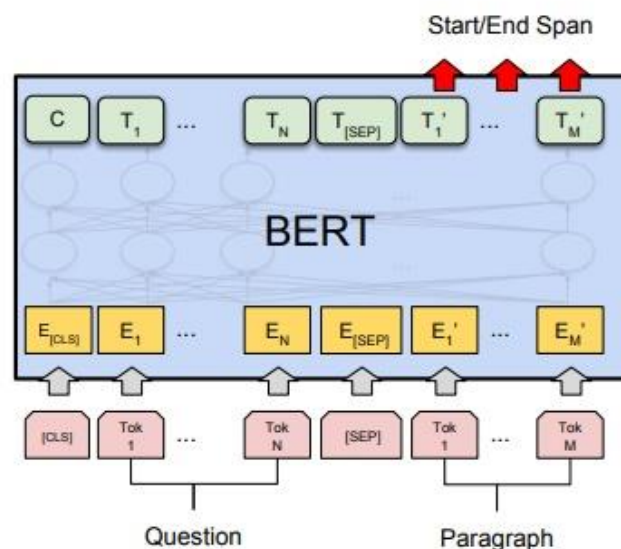 Start/End Span
C T1 ... TN T[SEP] T1' ... TM'
BERT
E[CLS] E1 ... EN E[SEP] E1' ... EM'
[CLS] Tok 1 ... Tok N [SEP] Tok 1 ... Tok M
Question Paragraph